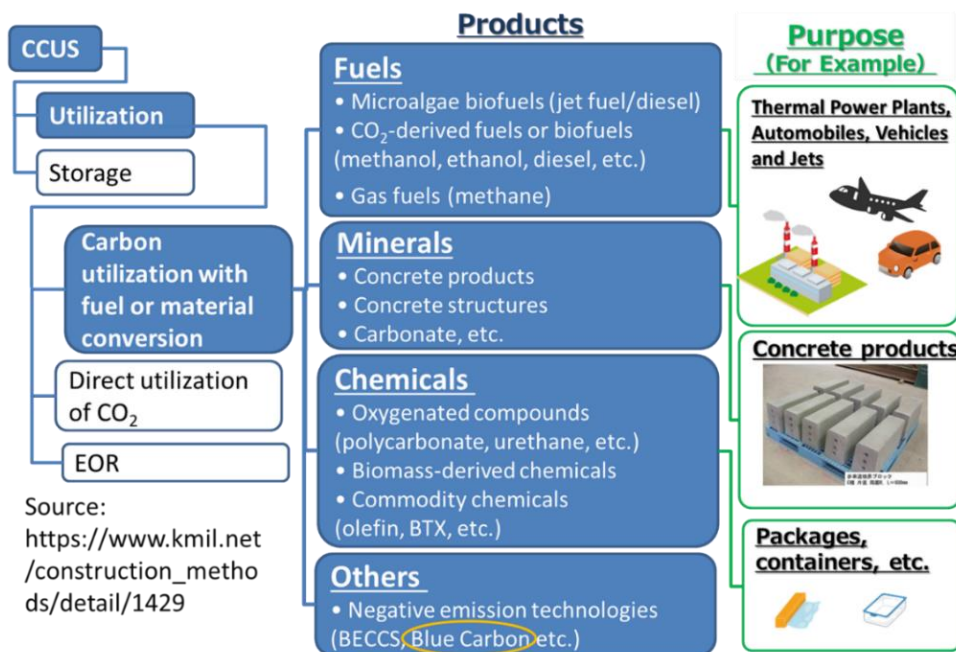 Products
CCUS
Utilization
Storage
Carbon
utilization with
fuel or material
conversion
Direct utilization
of CO₂
EOR
Source:
https://www.kmil.net
/construction_metho
ds/detail/1429
Fuels
• Microalgae biofuels (jet fuel/diesel)
• CO₂-derived fuels or biofuels
(methanol, ethanol, diesel, etc.)
• Gas fuels (methane)
Minerals
• Concrete products
• Concrete structures
• Carbonate, etc.
Chemicals
• Oxygenated compounds
(polycarbonate, urethane, etc.)
• Biomass-derived chemicals
• Commodity chemicals
(olefin, BTX, etc.)
Others
• Negative emission technologies
(BECCS, Blue Carbon etc.)
Purpose
(For Example)
Thermal Power Plants,
Automobiles, Vehicles
and Jets
Concrete products
Packages,
containers, etc.